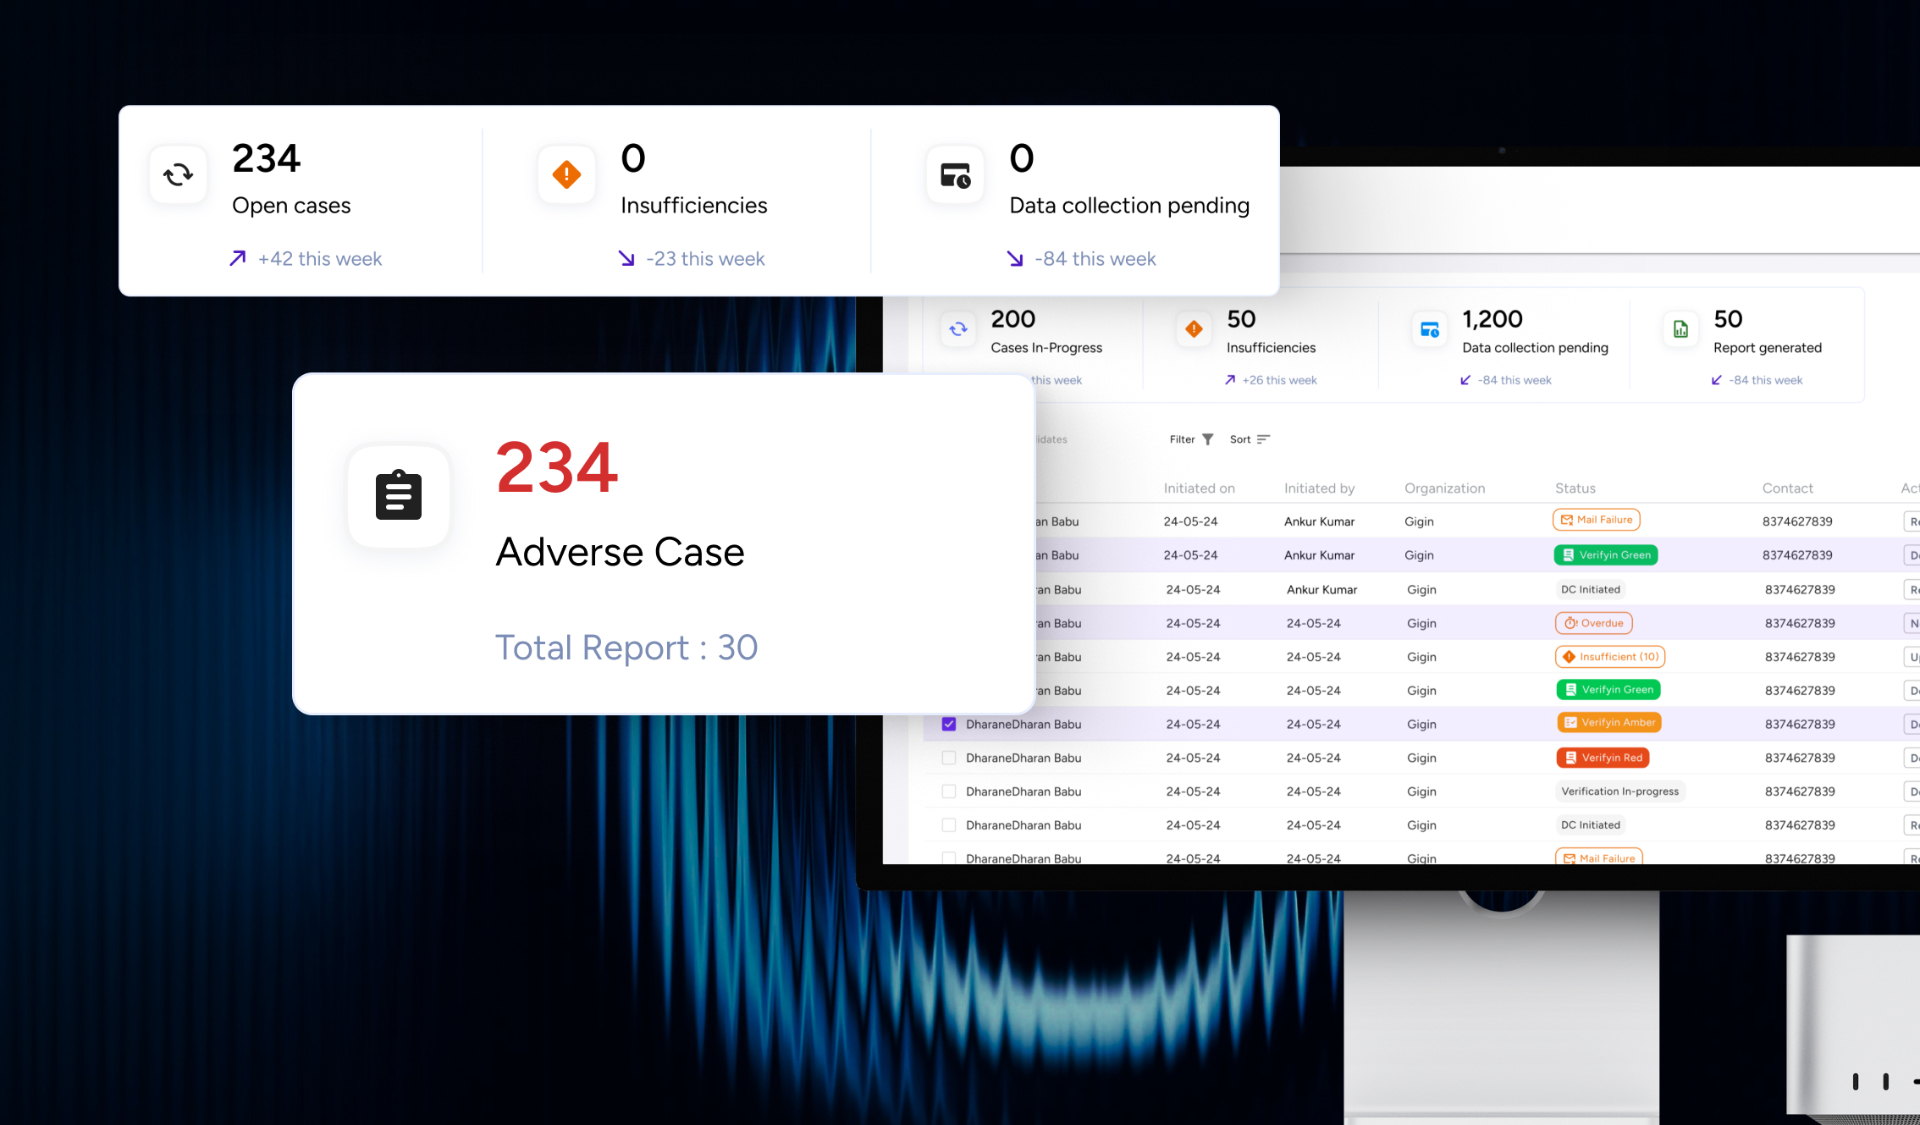 234
Open cases
+42 this week
0
Insufficiencies
-23 this week
0
Data collection pending
-84 this week
200
Cases In-Progress
this week
50
Insufficiencies
+26 this week
1,200
Data collection pending
-84 this week
50
Report generated
-84 this week
234
Adverse Case
Total Report : 30
Filter Sort
Initiated on Initiated by Organization Status Contact
Babu 24-05-24 Ankur Kumar Gigin Mail Failure 8374627839
Babu 24-05-24 Ankur Kumar Gigin Verifyin Green 8374627839
Babu 24-05-24 Ankur Kumar Gigin DC Initiated 8374627839
Babu 24-05-24 24-05-24 Gigin Overdue 8374627839
Babu 24-05-24 24-05-24 Gigin Insufficient (10) 8374627839
Babu 24-05-24 24-05-24 Gigin Verifyin Green 8374627839
DharaneDharan Babu 24-05-24 24-05-24 Gigin Verifyin Amber 8374627839
DharaneDharan Babu 24-05-24 24-05-24 Gigin Verifyin Red 8374627839
DharaneDharan Babu 24-05-24 24-05-24 Gigin Verification In-progress 8374627839
DharaneDharan Babu 24-05-24 24-05-24 Gigin DC Initiated 8374627839
DharaneDharan Babu 24-05-24 24-05-24 Gigin Mail Failure 8374627839